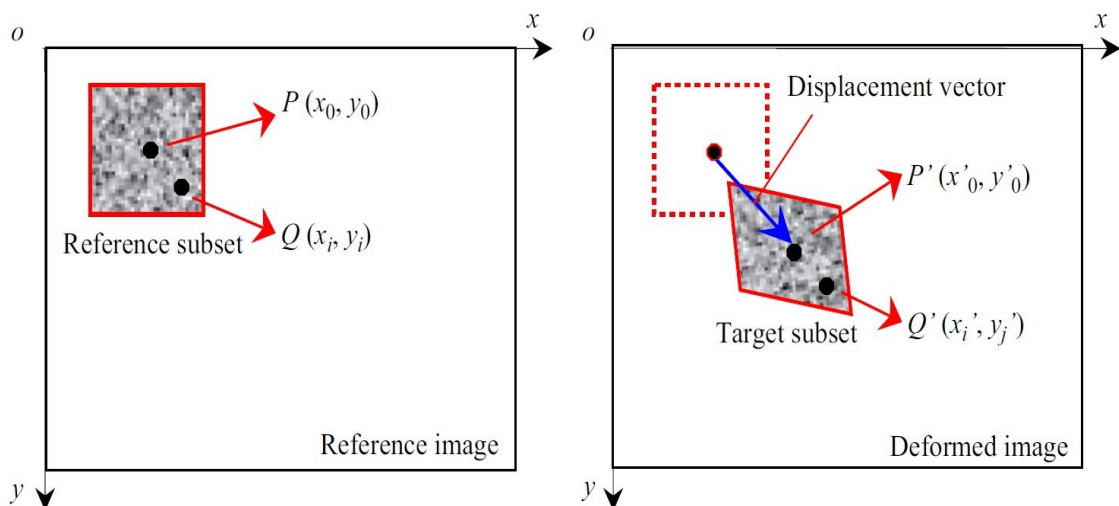 o
x
P (x₀, y₀)
Q (xᵢ, yᵢ)
Reference subset
Reference image
y
o
x
Displacement vector
P’ (x’₀, y’₀)
Q’ (xᵢ’, yⱼ’)
Target subset
Deformed image
y